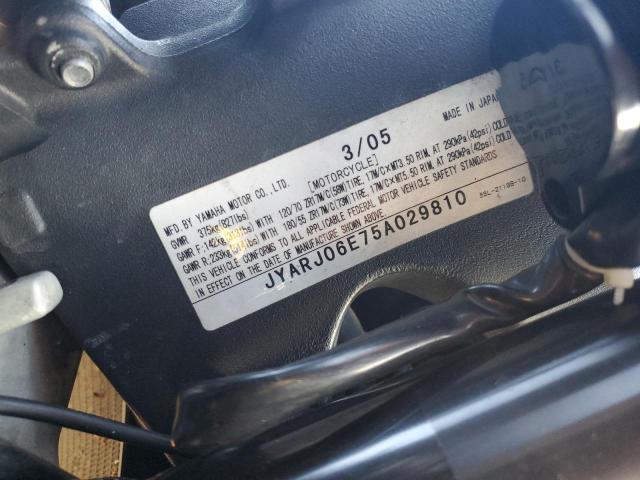 3/05
MADE IN JAPAN
MFD. BY YAMAHA MOTOR CO., LTD. [MOTORCYCLE]
GVWR 375kg(827lbs) WITH 120/70 ZR17M/C(58W)TIRE, 17M/C×MT3.50 RIM, AT 290kPa(42psi) COLD
GAWR F: 142kg lbs) WITH 180/55 ZR17M/C(73W)TIRE, 17M/C×MT5.50 RIM, AT 290kPa(42psi) COLD
GAWR R: 233kg lbs)
THIS VEHICLE CONFORMS TO ALL APPLICABLE FEDERAL MOTOR VEHICLE SAFETY STANDARDS
IN EFFECT ON THE DATE OF MANUFACTURE SHOWN ABOVE
JYARJ06E75A029810